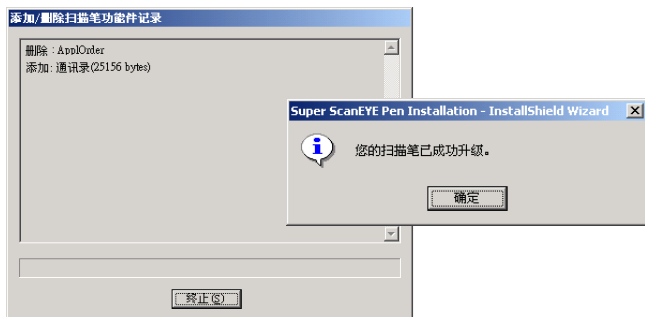 添加/删除扫描笔功能件记录
删除 : ApplOrder
添加: 通讯录(25156 bytes)
Super ScanEYE Pen Installation - InstallShield Wizard
您的扫描笔已成功升级。
确定
终止(S)